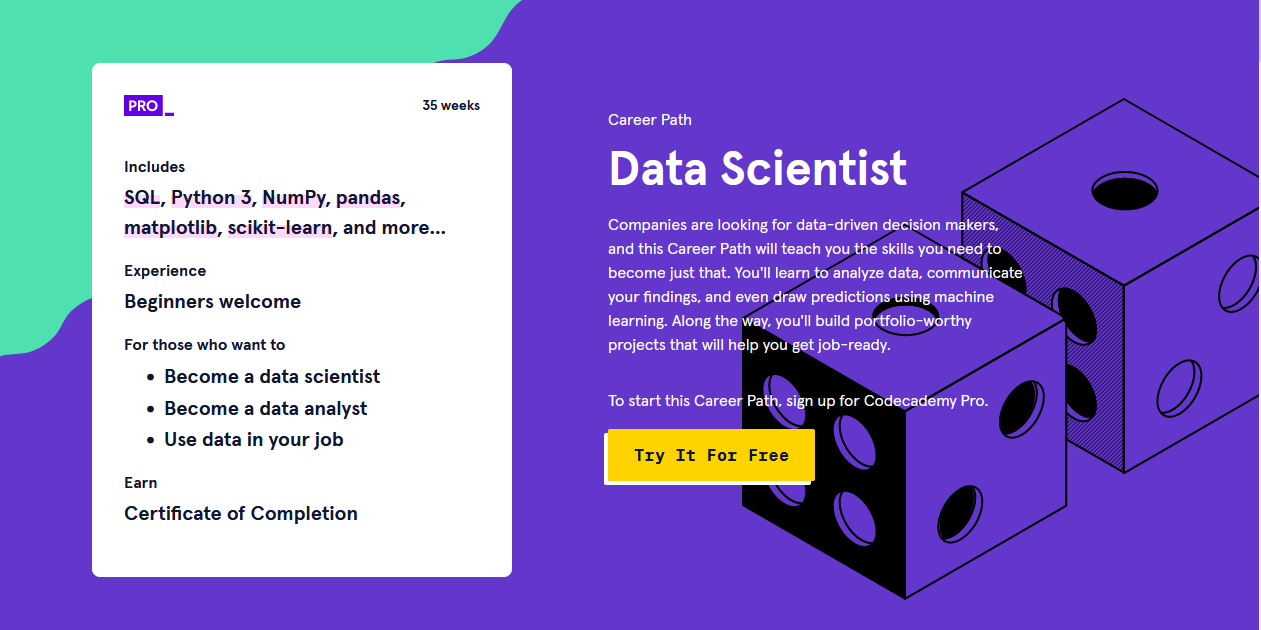 PRO
35 weeks
Includes
SQL, Python 3, NumPy, pandas,
matplotlib, scikit-learn, and more...
Experience
Beginners welcome
For those who want to
• Become a data scientist
• Become a data analyst
• Use data in your job
Earn
Certificate of Completion
Career Path
Data Scientist
Companies are looking for data-driven decision makers,
and this Career Path will teach you the skills you need to
become just that. You'll learn to analyze data, communicate
your findings, and even draw predictions using machine
learning. Along the way, you'll build portfolio-worthy
projects that will help you get job-ready.
To start this Career Path, sign up for Codecademy Pro.
Try It For Free